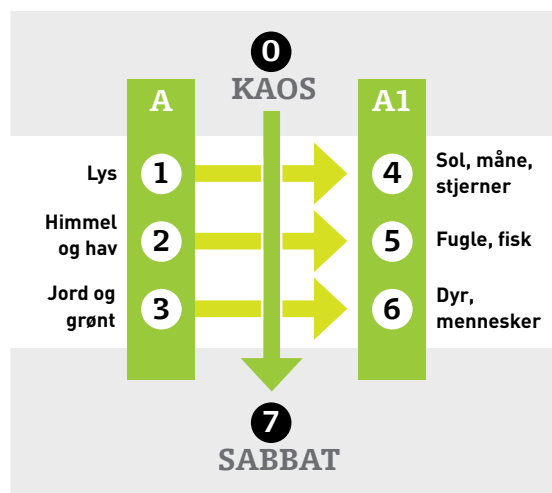 0
KAOS
A
A1
Lys
1
4
Sol, måne,
stjerner
Himmel
og hav
2
5
Fugle, fisk
Jord og
grønt
3
6
Dyr,
mennesker
7
SABBAT